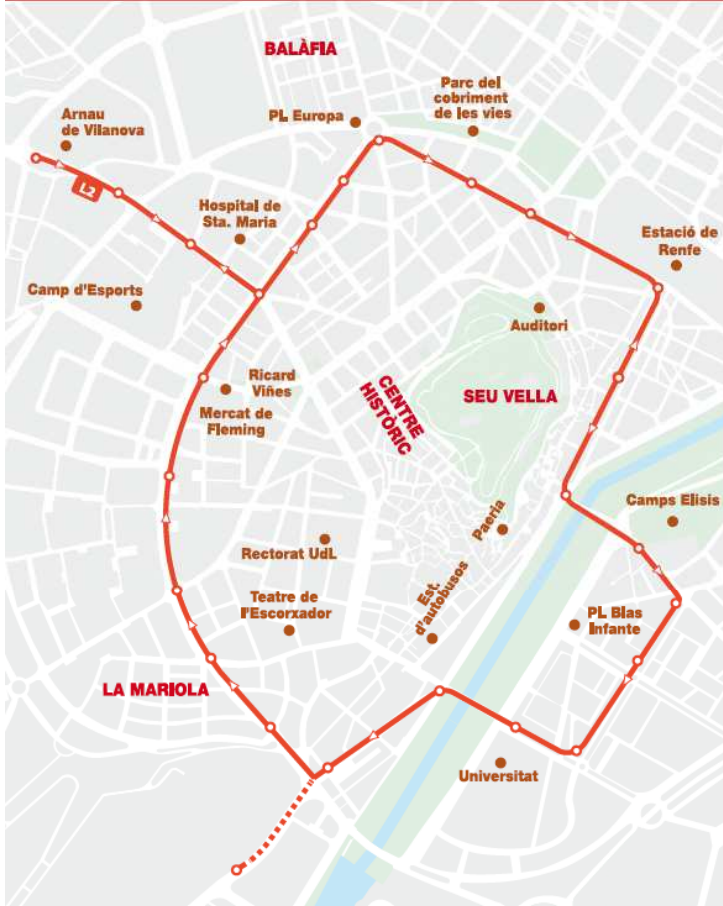 BALÀFIA
Parc del
cobriment
de les vies
Arnau
de Vilanova
PL Europa
L2
Hospital de
Sta. Maria
Estació de
Renfe
Camp d'Esports
Auditori
Ricard
Viñes
CENTRE
HISTÒRIC
SEU VELLA
Mercat de
Fleming
Camps Elisis
Paeria
Rectorat UdL
Est.
d'autobusos
Teatre de
l'Escorxador
PL Blas
Infante
LA MARIOLA
Universitat